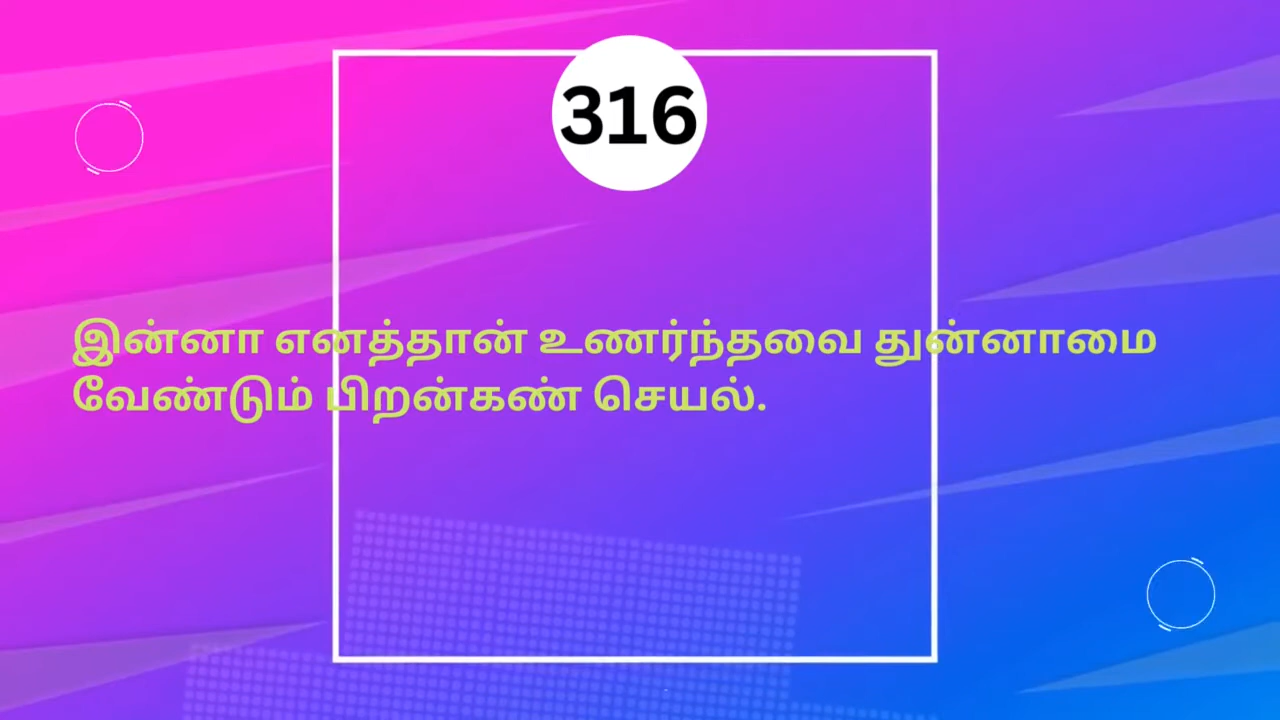 316
இன்னா எனத்தான் உணர்ந்தவை துன்னாமை
வேண்டும் பிறன்கண் செயல்.